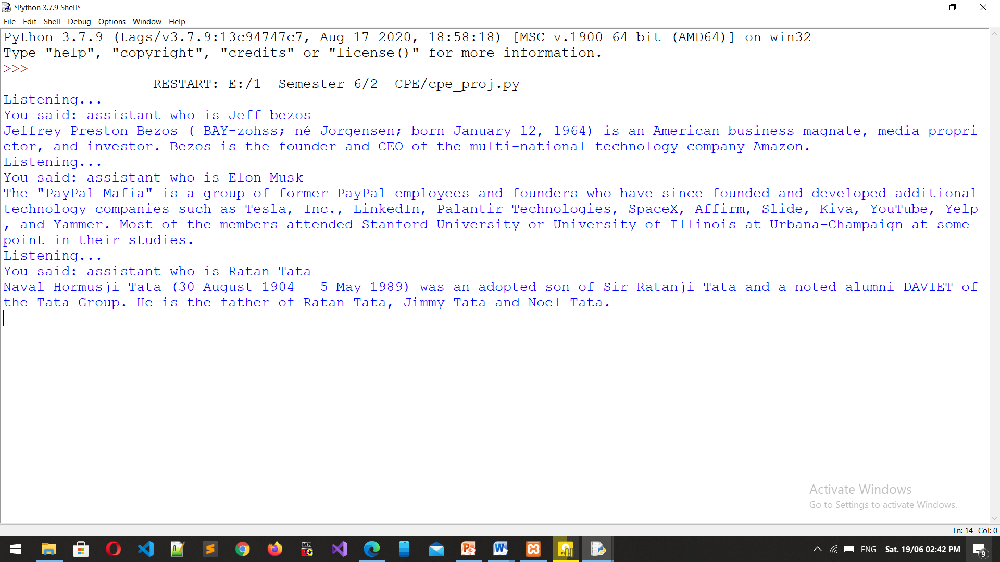 *Python 3.7.9 Shell*
File Edit Shell Debug Options Window Help
Python 3.7.9 (tags/v3.7.9:13c94747c7, Aug 17 2020, 18:58:18) [MSC v.1900 64 bit (AMD64)] on win32
Type "help", "copyright", "credits" or "license()" for more information.
>>>
================= RESTART: E:/1  Semester 6/2  CPE/cpe_proj.py =================
Listening...
You said: assistant who is Jeff bezos
Jeffrey Preston Bezos ( BAY-zohss; né Jorgensen; born January 12, 1964) is an American business magnate, media propri
etor, and investor. Bezos is the founder and CEO of the multi-national technology company Amazon.
Listening...
You said: assistant who is Elon Musk
The "PayPal Mafia" is a group of former PayPal employees and founders who have since founded and developed additional
technology companies such as Tesla, Inc., LinkedIn, Palantir Technologies, SpaceX, Affirm, Slide, Kiva, YouTube, Yelp
, and Yammer. Most of the members attended Stanford University or University of Illinois at Urbana–Champaign at some
point in their studies.
Listening...
You said: assistant who is Ratan Tata
Naval Hormusji Tata (30 August 1904 – 5 May 1989) was an adopted son of Sir Ratanji Tata and a noted alumni DAVIET of
the Tata Group. He is the father of Ratan Tata, Jimmy Tata and Noel Tata.
Activate Windows
Go to Settings to activate Windows.
Ln: 14 Col: 0
ENG Sat. 19/06 02:42 PM 9